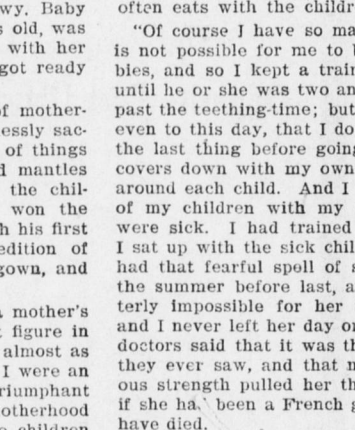 wy. Baby
s old, was
with her
got ready
of mother-
lessly sac-
of things
d mantles
the chil-
won the
h his first
edition of
gown, and
a mother's
t figure in
almost as
I were an
riumphant
otherhood
children
often eats with the childr
"Of course I have so ma
is not possible for me to b
bies, and so I kept a train
until he or she was two an
past the teething-time; but
even to this day, that I do
the last thing before going
covers down with my own
around each child. And I
of my children with my
were sick. I had trained
I sat up with the sick chil
had that fearful spell of s
the summer before last, a
terly impossible for her
and I never left her day or
doctors said that it was th
they ever saw, and that m
ous strength pulled her th
if she ha been a French g
have died.